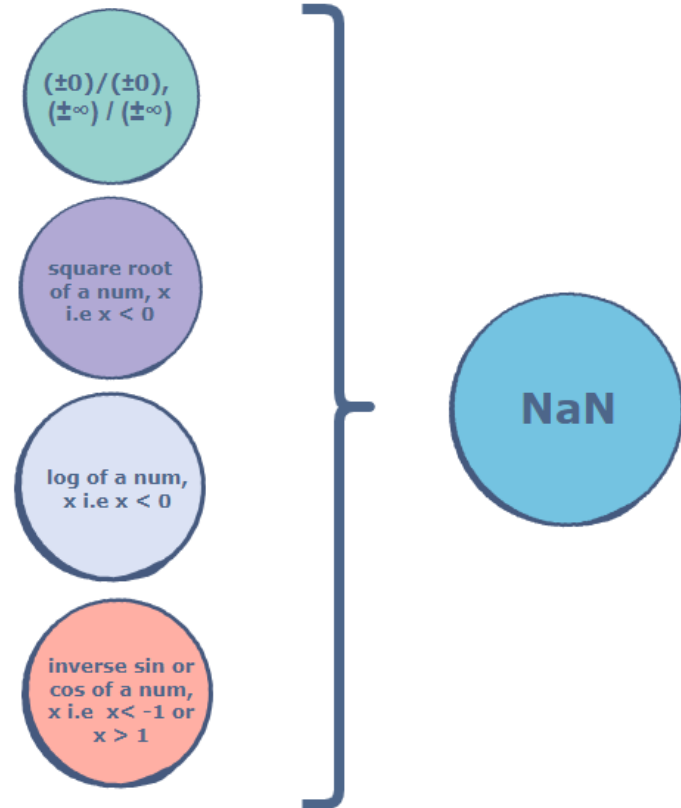 (±0)/(±0),
(±∞) / (±∞)
square root
of a num, x
i.e x < 0
log of a num,
x i.e x < 0
inverse sin or
cos of a num,
x i.e  x< -1 or
x > 1
NaN